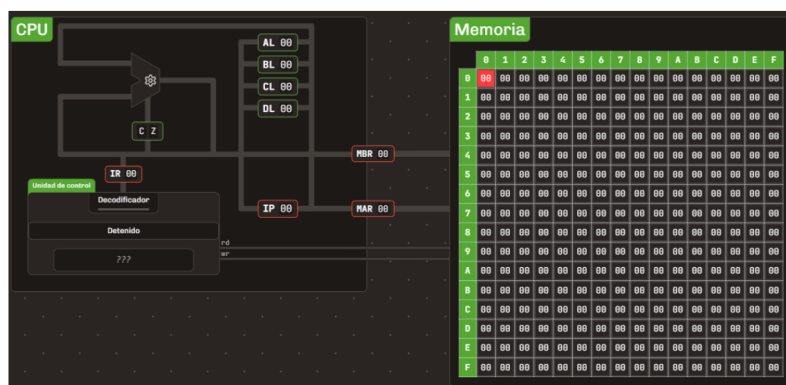 CPU
AL 00
BL 00
CL 00
DL 00
C Z
MBR 00
IR 00
Unidad de control
Decodificador
IP 00
MAR 00
Detenido
rd
wr
???
Memoria
0 1 2 3 4 5 6 7 8 9 A B C D E F
0 00 00 00 00 00 00 00 00 00 00 00 00 00 00 00 00
1 00 00 00 00 00 00 00 00 00 00 00 00 00 00 00 00
2 00 00 00 00 00 00 00 00 00 00 00 00 00 00 00 00
3 00 00 00 00 00 00 00 00 00 00 00 00 00 00 00 00
4 00 00 00 00 00 00 00 00 00 00 00 00 00 00 00 00
5 00 00 00 00 00 00 00 00 00 00 00 00 00 00 00 00
6 00 00 00 00 00 00 00 00 00 00 00 00 00 00 00 00
7 00 00 00 00 00 00 00 00 00 00 00 00 00 00 00 00
8 00 00 00 00 00 00 00 00 00 00 00 00 00 00 00 00
9 00 00 00 00 00 00 00 00 00 00 00 00 00 00 00 00
A 00 00 00 00 00 00 00 00 00 00 00 00 00 00 00 00
B 00 00 00 00 00 00 00 00 00 00 00 00 00 00 00 00
C 00 00 00 00 00 00 00 00 00 00 00 00 00 00 00 00
D 00 00 00 00 00 00 00 00 00 00 00 00 00 00 00 00
E 00 00 00 00 00 00 00 00 00 00 00 00 00 00 00 00
F 00 00 00 00 00 00 00 00 00 00 00 00 00 00 00 00